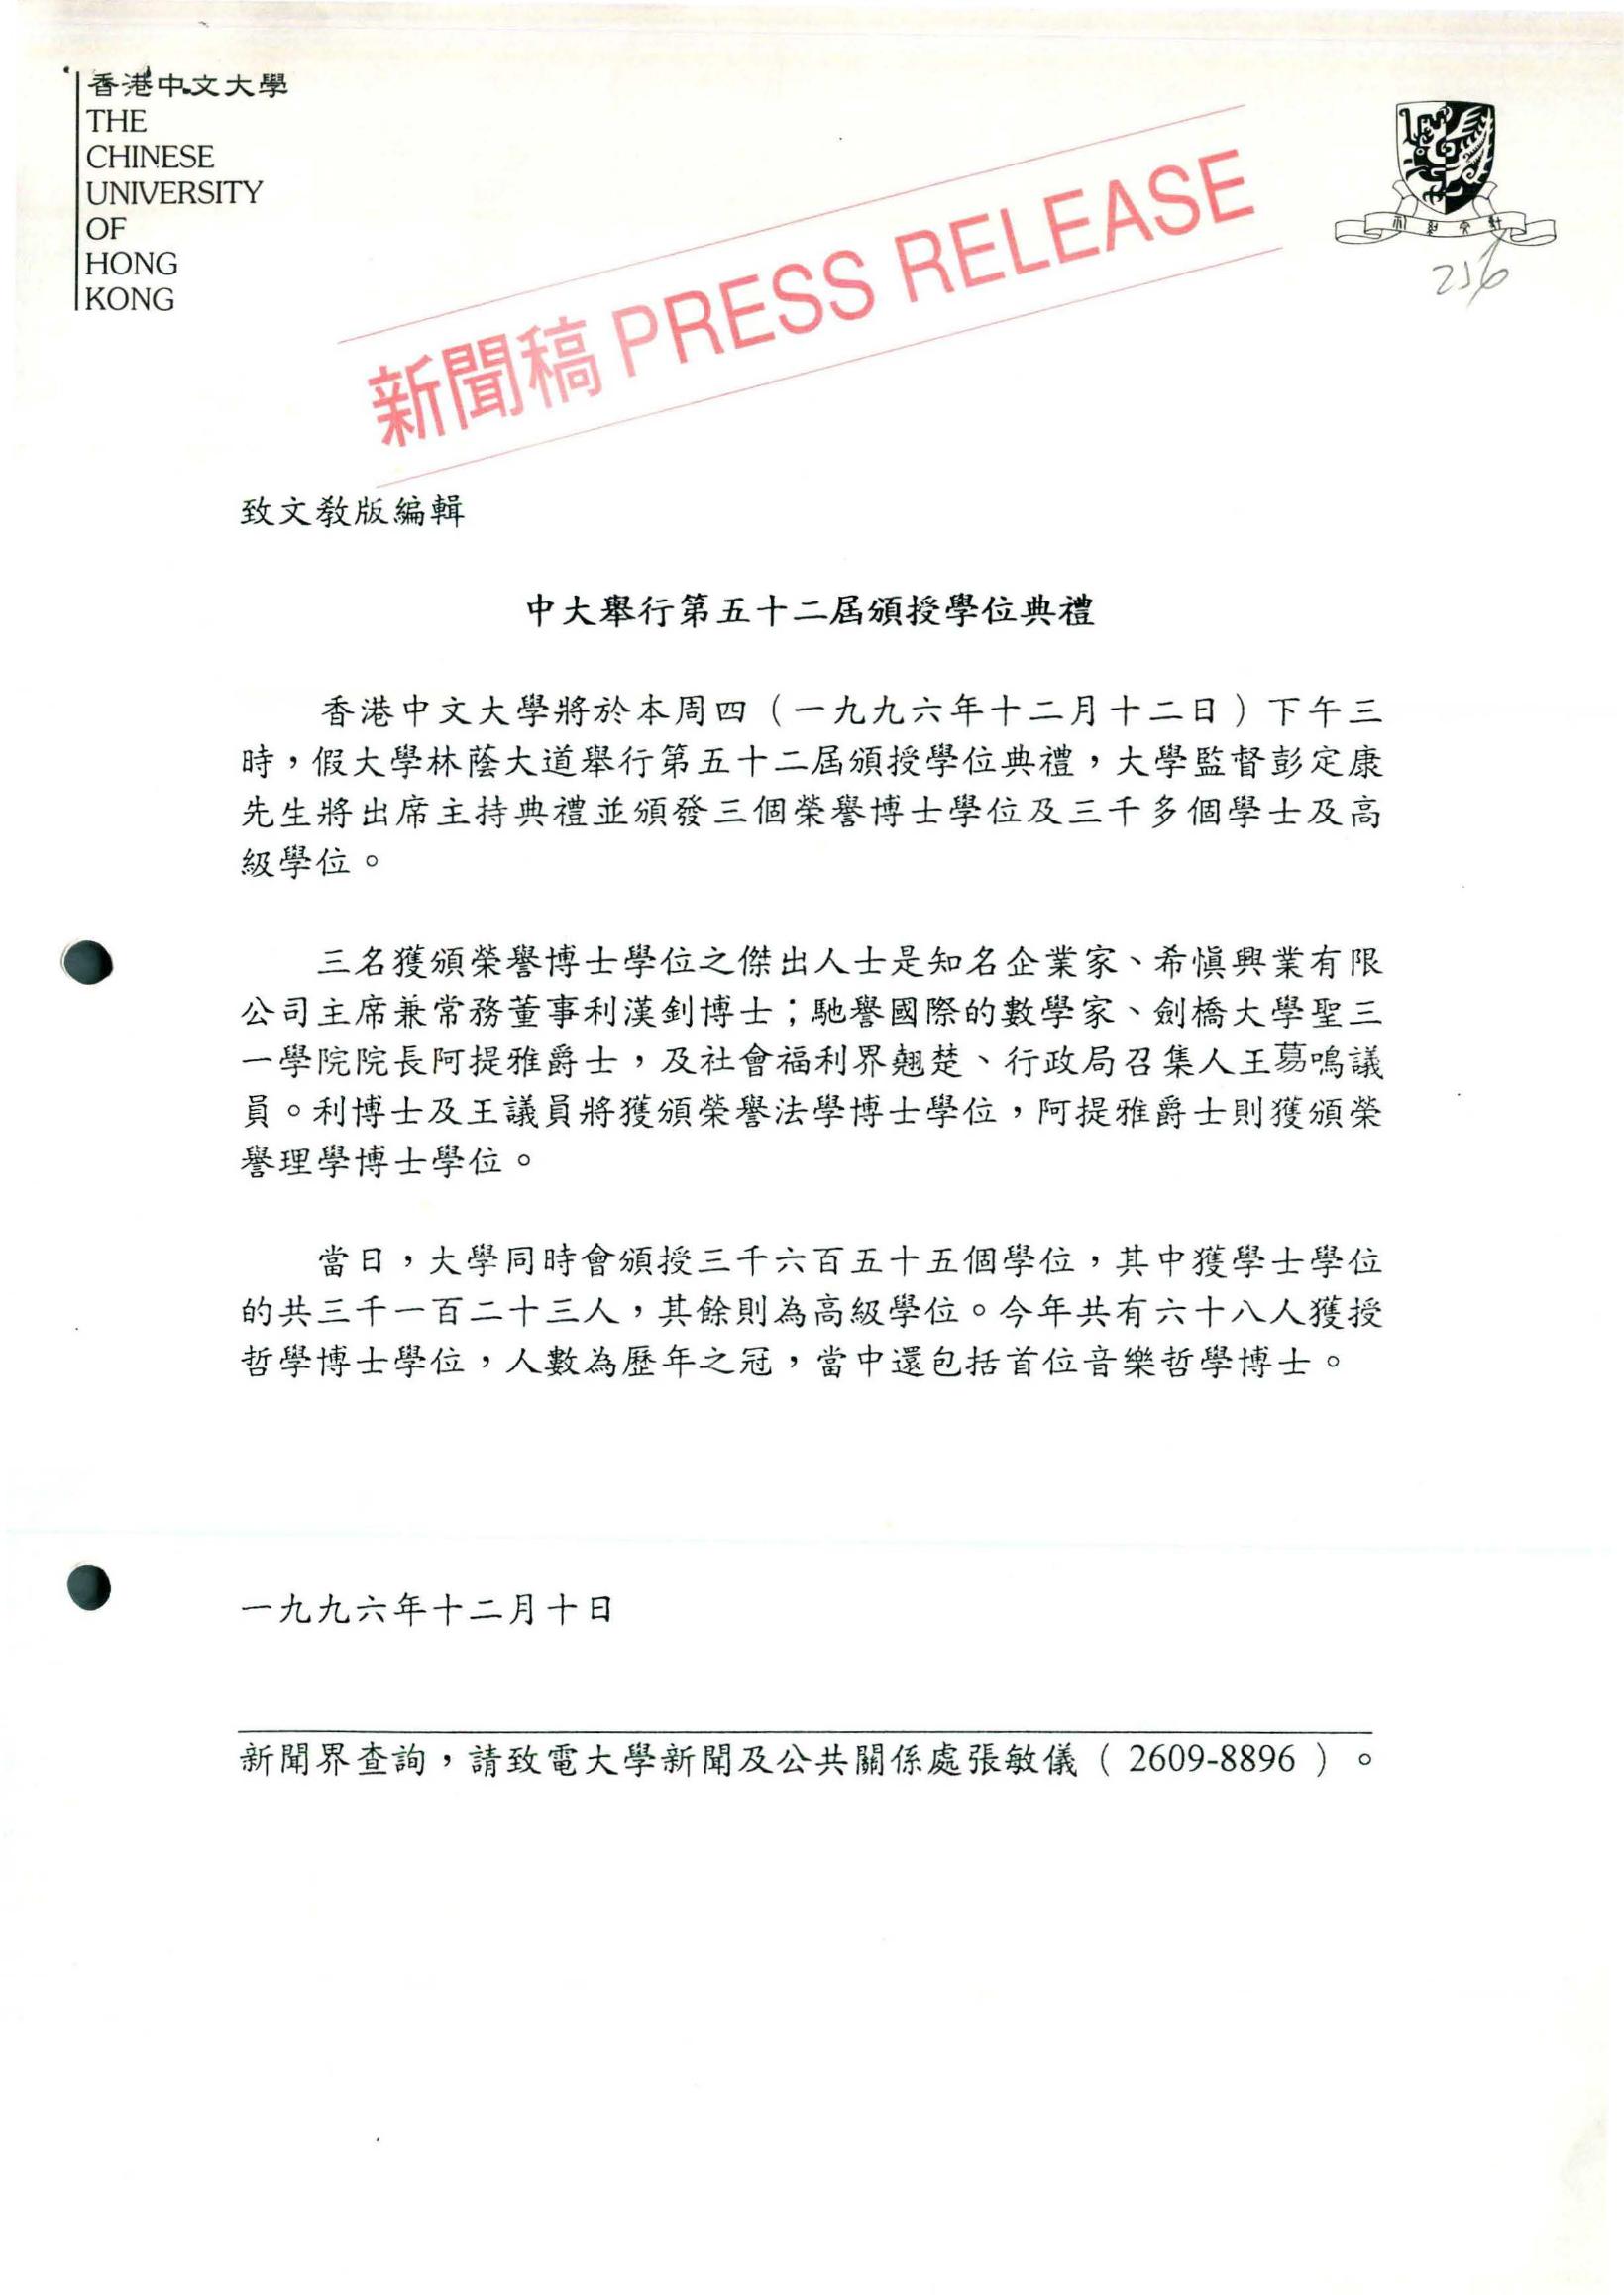 香港中文大學
THE
CHINESE
UNIVERSITY
OF
HONG
KONG
新聞稿 PRESS RELEASE
致文教版編輯
中大舉行第五十二屆頒授學位典禮
香港中文大學將於本周四（一九九六年十二月十二日）下午三
時，假大學林蔭大道舉行第五十二屆頒授學位典禮，大學監督彭定康
先生將出席主持典禮並頒發三個榮譽博士學位及三千多個學士及高
級學位。
三名獲頒榮譽博士學位之傑出人士是知名企業家、希慎興業有限
公司主席兼常務董事利漢釗博士；馳譽國際的數學家、劍橋大學聖三
一學院院長阿提雅爵士，及社會福利界翹楚、行政局召集人王䓪鳴議
員。利博士及王議員將獲頒榮譽法學博士學位，阿提雅爵士則獲頒榮
譽理學博士學位。
當日，大學同時會頒授三千六百五十五個學位，其中獲學士學位
的共三千一百二十三人，其餘則為高級學位。今年共有六十八人獲授
哲學博士學位，人數為歷年之冠，當中還包括首位音樂哲學博士。
一九九六年十二月十日
新聞界查詢，請致電大學新聞及公共關係處張敏儀（2609-8896）。